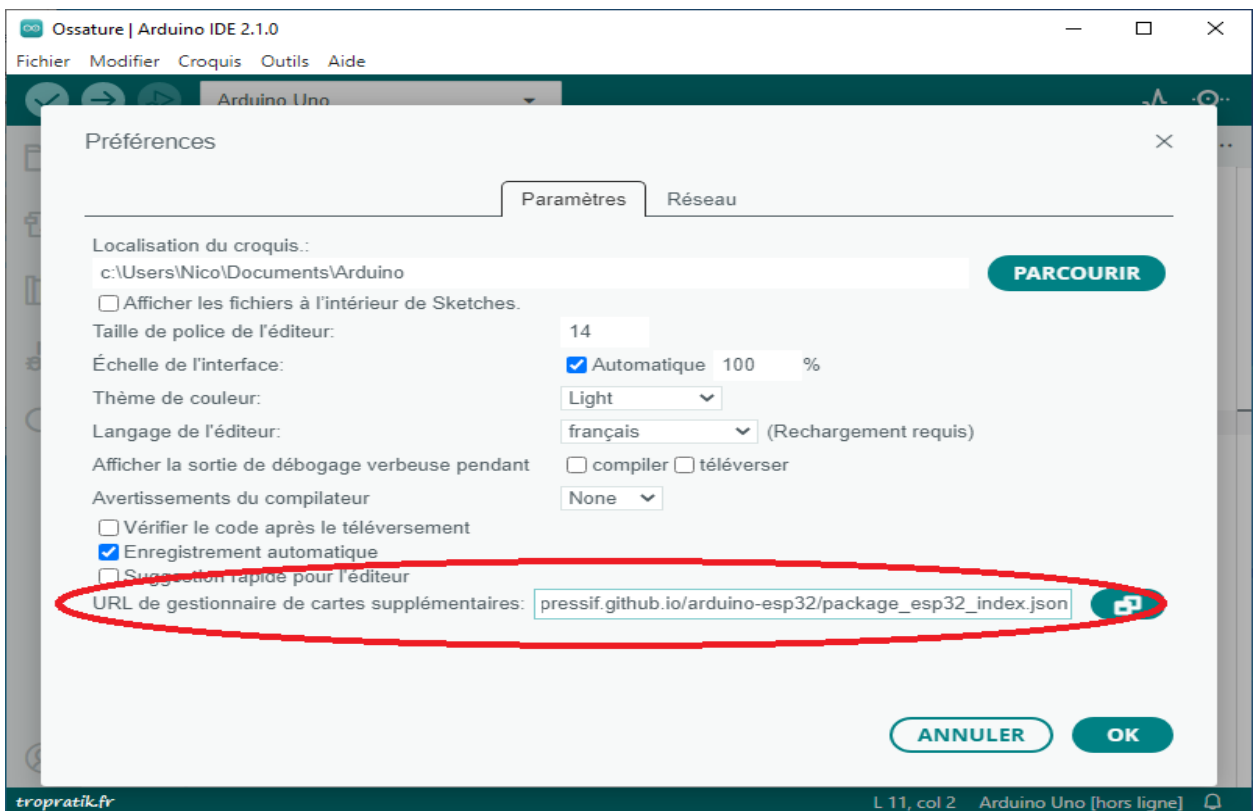 Ossature | Arduino IDE 2.1.0
Fichier Modifier Croquis Outils Aide
Arduino Uno
Préférences
Paramètres Réseau
Localisation du croquis.:
c:\Users\Nico\Documents\Arduino PARCOURIR
Afficher les fichiers à l'intérieur de Sketches.
Taille de police de l'éditeur: 14
Échelle de l'interface: Automatique 100 %
Thème de couleur: Light
Langage de l'éditeur: français (Rechargement requis)
Afficher la sortie de débogage verbeuse pendant compiler téléverser
Avertissements du compilateur None
Vérifier le code après le téléversement
Enregistrement automatique
Suggestion rapide pour l'éditeur
URL de gestionnaire de cartes supplémentaires: pressif.github.io/arduino-esp32/package_esp32_index.json
ANNULER OK
tropratik.fr L 11, col 2 Arduino Uno [hors ligne]